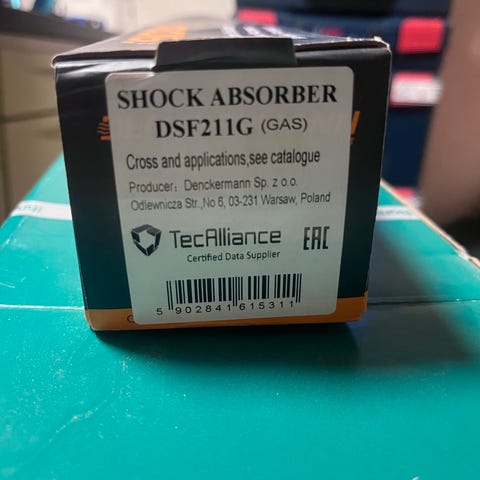 SHOCK ABSORBER
DSF211G (GAS)
Cross and applications,see catalogue
Producer: Denckermann Sp. z o.o.
Odlewnicza Str.,No 6, 03-231 Warsaw, Poland
TecAlliance
Certified Data Supplier
EAC
5 902841 615311